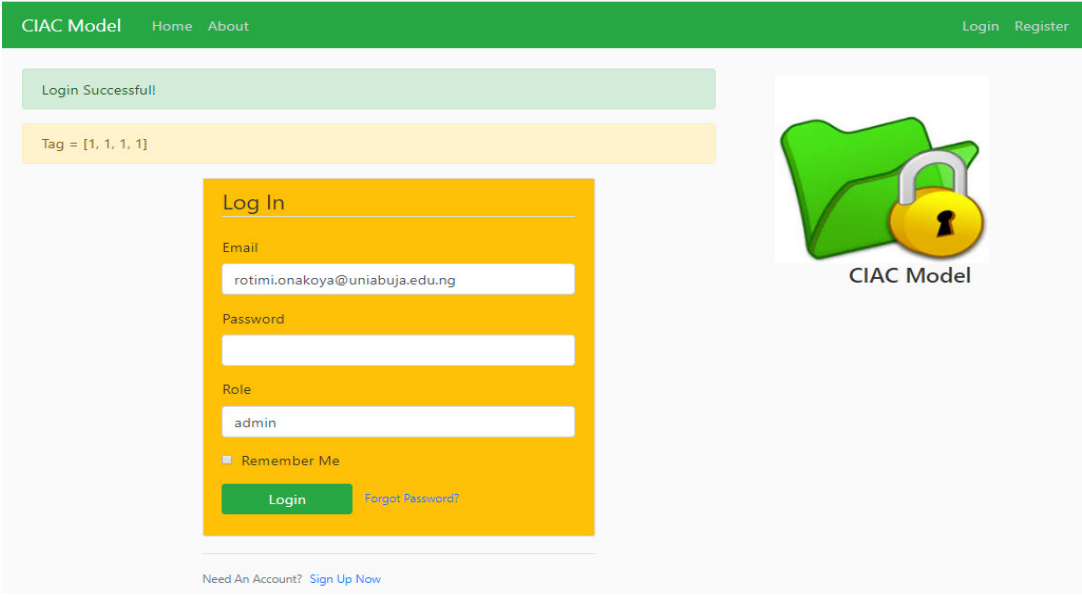 CIAC Model Home About Login Register
Login Successful!
Tag = [1, 1, 1, 1]
CIAC Model
Log In
Email
rotimi.onakoya@uniabuja.edu.ng
Password
Role
admin
Remember Me
Login Forgot Password?
Need An Account? Sign Up Now